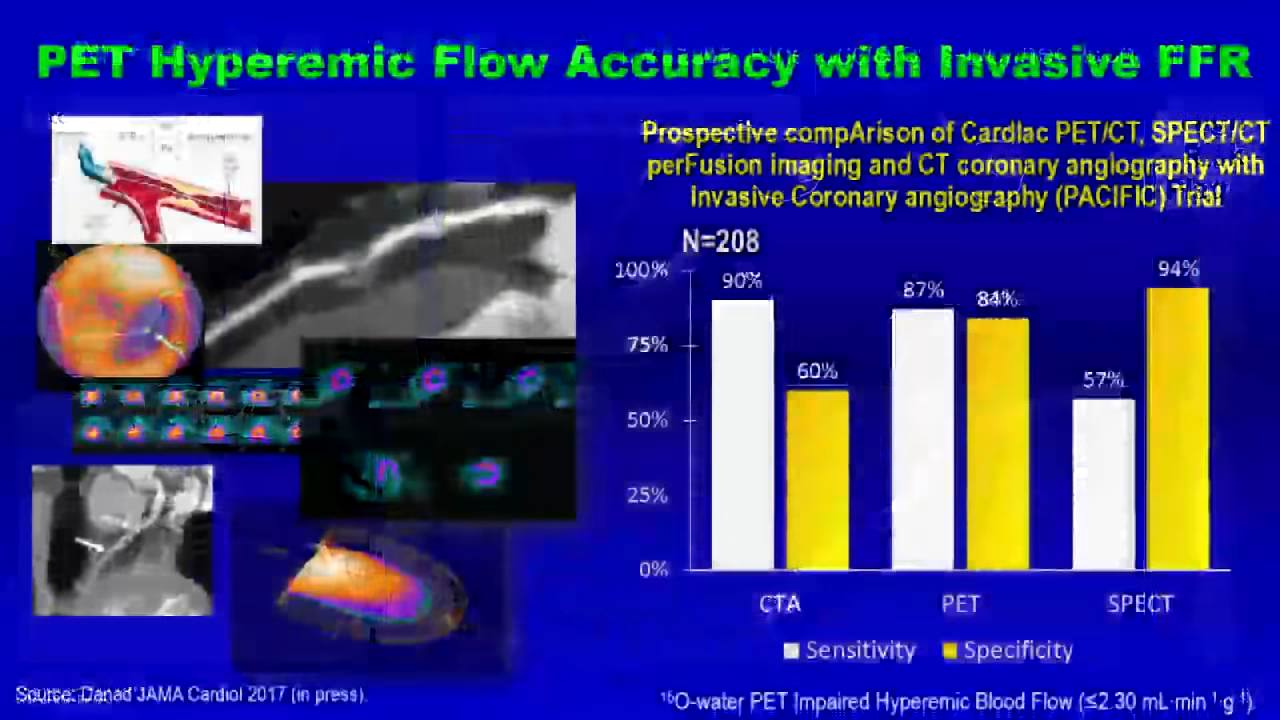 PET Hyperemic Flow Accuracy with Invasive FFR
Prospective compArison of CardIac PET/CT, SPECT/CT
perFusion imaging and CT coronary angiography with
Invasive Coronary angiography (PACIFIC) Trial
N=208
100%
75%
50%
25%
0%
90%
60%
87%
84%
57%
94%
CTA
PET
SPECT
Sensitivity
Specificity
Source: Danad JAMA Cardiol 2017 (in press).
¹⁵O-water PET Impaired Hyperemic Blood Flow (≤2.30 mL·min⁻¹·g⁻¹).